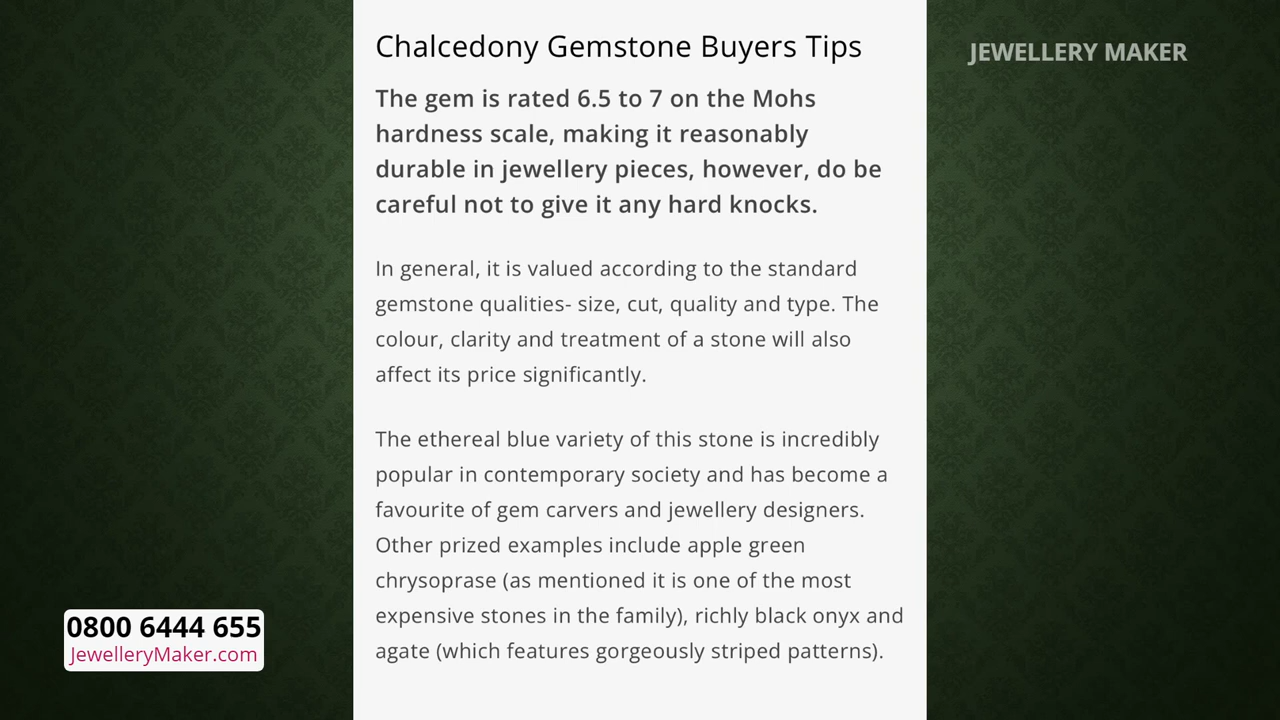 Chalcedony Gemstone Buyers Tips
JEWELLERY MAKER
The gem is rated 6.5 to 7 on the Mohs
hardness scale, making it reasonably
durable in jewellery pieces, however, do be
careful not to give it any hard knocks.
In general, it is valued according to the standard
gemstone qualities- size, cut, quality and type. The
colour, clarity and treatment of a stone will also
affect its price significantly.
The ethereal blue variety of this stone is incredibly
popular in contemporary society and has become a
favourite of gem carvers and jewellery designers.
Other prized examples include apple green
chrysoprase (as mentioned it is one of the most
expensive stones in the family), richly black onyx and
agate (which features gorgeously striped patterns).
0800 6444 655
JewelleryMaker.com